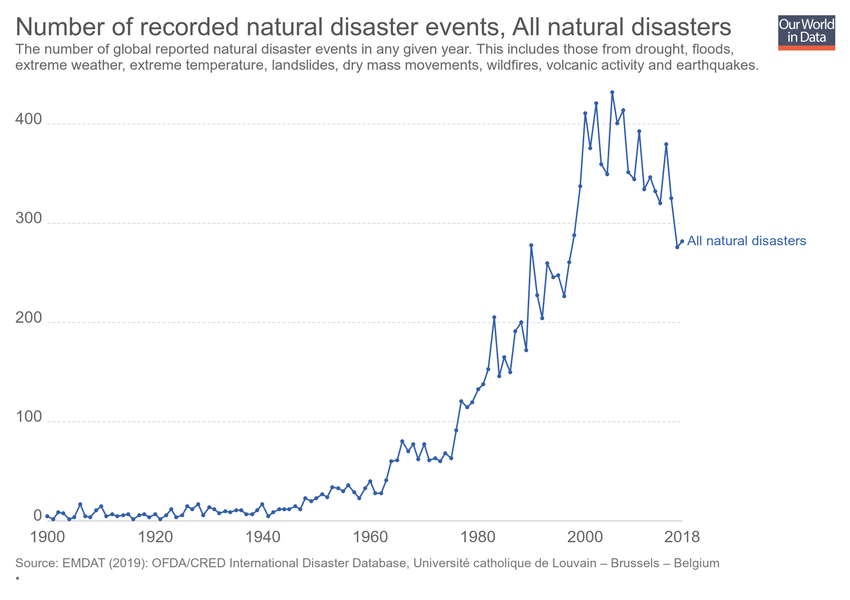 Number of recorded natural disaster events, All natural disasters
Our World
in Data
The number of global reported natural disaster events in any given year. This includes those from drought, floods,
extreme weather, extreme temperature, landslides, dry mass movements, wildfires, volcanic activity and earthquakes.
400
300
All natural disasters
200
100
0
1900 1920 1940 1960 1980 2000 2018
Source: EMDAT (2019): OFDA/CRED International Disaster Database, Université catholique de Louvain – Brussels – Belgium
•